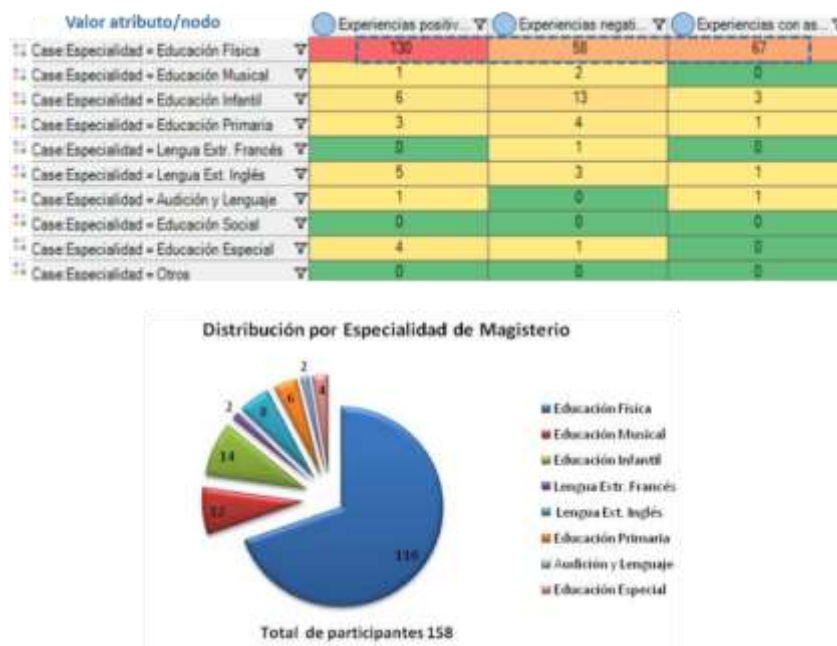 Valor atributo/nodo Experiencias positiv... Experiencias negati... Experiencias con as...
Case:Especialidad = Educación Física 130 58 67
Case:Especialidad = Educación Musical 1 2 0
Case:Especialidad = Educación Infantil 6 13 3
Case:Especialidad = Educación Primaria 3 4 1
Case:Especialidad = Lengua Extr. Francés 0 1 0
Case:Especialidad = Lengua Ext. Inglés 5 3 1
Case:Especialidad = Audición y Lenguaje 1 0 1
Case:Especialidad = Educación Social 0 0 0
Case:Especialidad = Educación Especial 4 1 0
Case:Especialidad = Otros 0 0 0
Distribución por Especialidad de Magisterio
2
4
6
8
2
14
12
Educación Física
Educación Musical
Educación Infantil
Lengua Extr. Francés
Lengua Ext. Inglés
Educación Primaria
Audición y Lenguaje
Educación Especial
Total de participantes 158